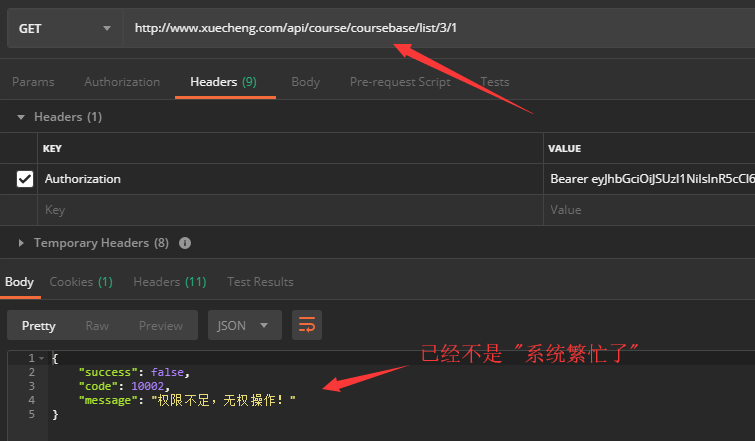 GET http://www.xuecheng.com/api/course/coursebase/list/3/1
Params Authorization Headers (9) Body Pre-request Script Tests
Headers (1)
KEY VALUE
Authorization Bearer eyJhbGciOiJSUzI1NiIsInR5cCI6
Key Value
Temporary Headers (8)
Body Cookies (1) Headers (11) Test Results
Pretty Raw Preview JSON
已经不是 "系统繁忙了"
1 {
2 "success": false,
3 "code": 10002,
4 "message": "权限不足，无权操作！"
5 }